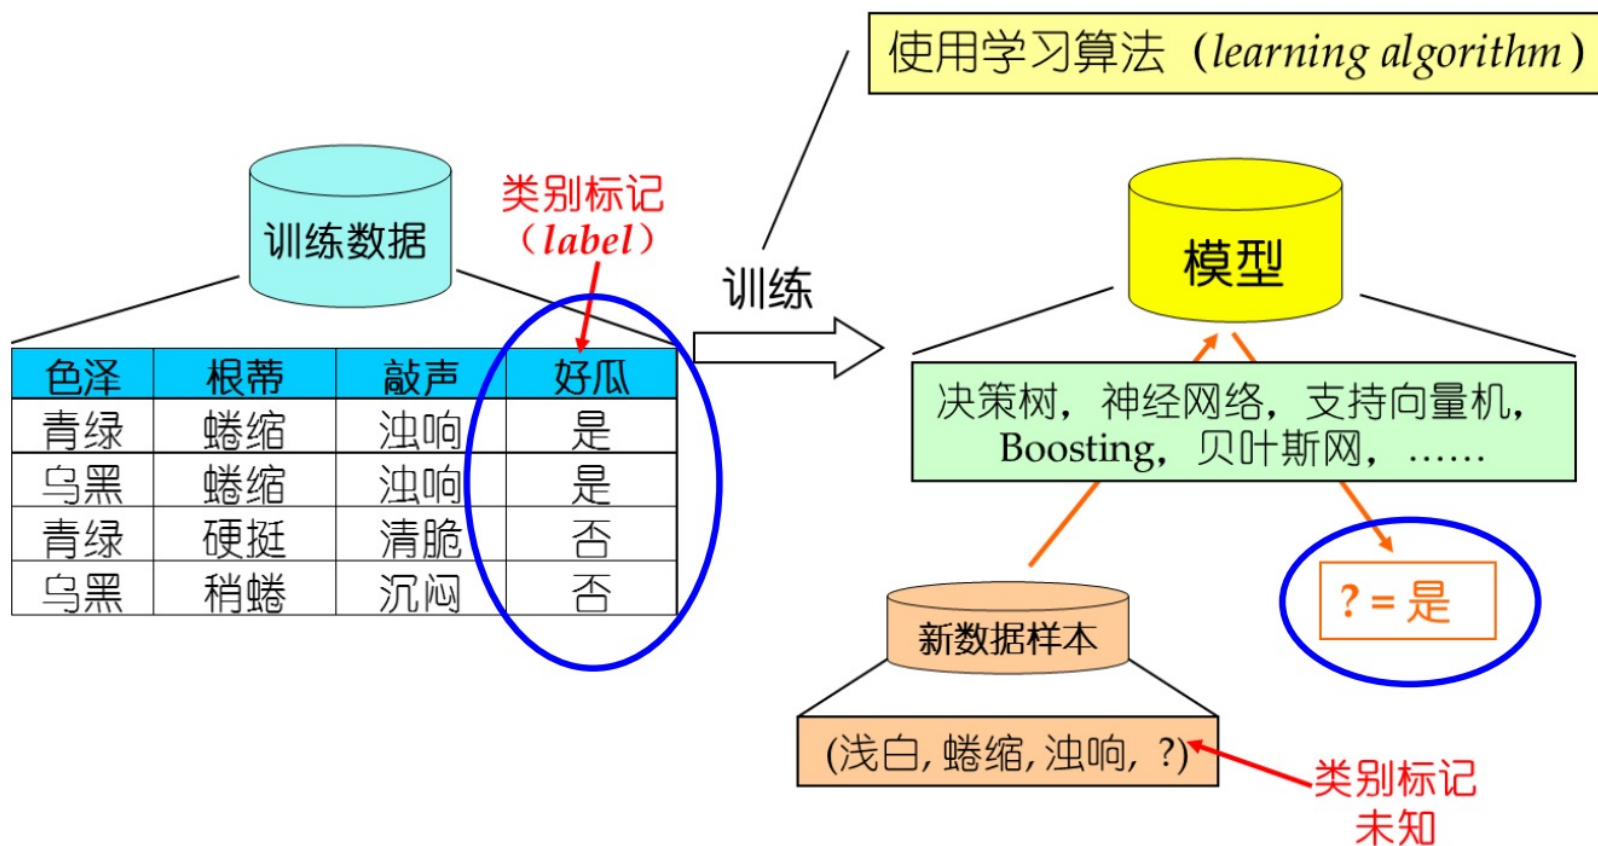 使用学习算法（learning algorithm）
训练数据
类别标记
（label）
训练
模型
色泽 根蒂 敲声 好瓜
青绿 蜷缩 浊响 是
乌黑 蜷缩 浊响 是
青绿 硬挺 清脆 否
乌黑 稍蜷 沉闷 否
决策树，神经网络，支持向量机，
Boosting，贝叶斯网，……
? = 是
新数据样本
(浅白, 蜷缩, 浊响, ?)
类别标记
未知